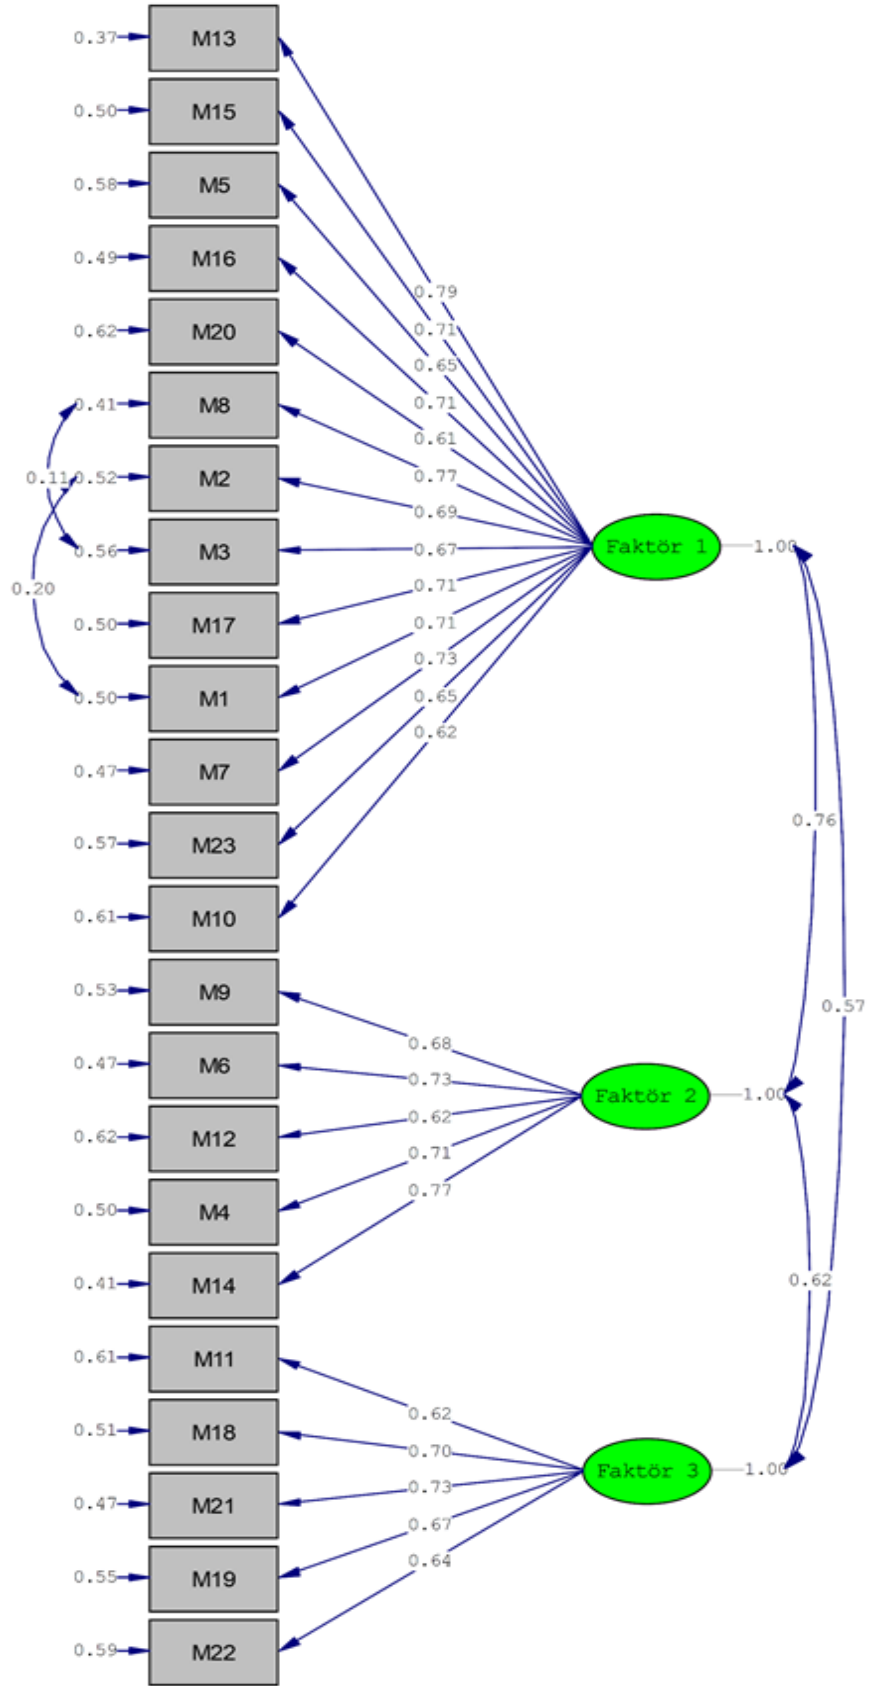 0.37 M13
0.50 M15
0.58 M5
0.49 M16
0.79
0.62 M20
0.71
0.65
0.41 M8
0.71
0.61
0.11 0.52 M2
0.77
0.69
0.56 M3
0.67
Faktör 1 1.00
0.20
0.71
0.50 M17
0.71
0.73
0.50 M1
0.65
0.62
0.47 M7
0.76
0.57 M23
0.61 M10
0.53 M9
0.57
0.68
0.47 M6
0.73
Faktör 2 1.00
0.62
0.62 M12
0.71
0.77
0.50 M4
0.62
0.41 M14
0.61 M11
0.62
0.51 M18
0.70
Faktör 3 1.00
0.73
0.47 M21
0.67
0.64
0.55 M19
0.59 M22